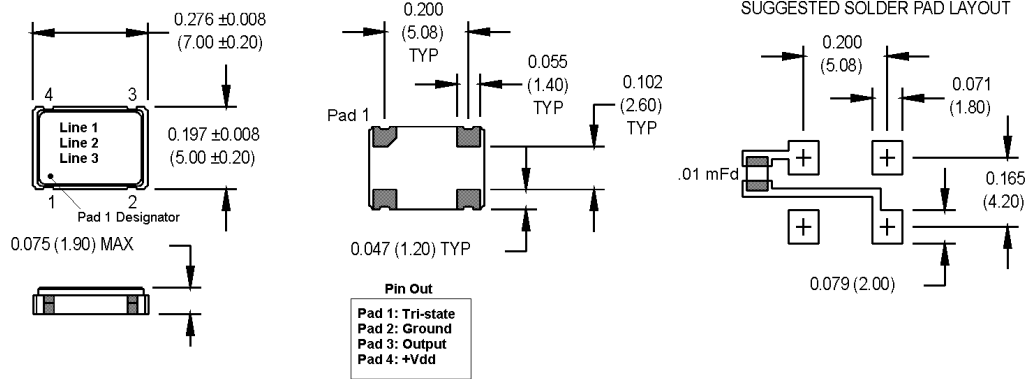 0.276 ±0.008
(7.00 ±0.20)
4
3
Line 1
Line 2
Line 3
0.197 ±0.008
(5.00 ±0.20)
1
2
Pad 1 Designator
0.075 (1.90) MAX
0.200
(5.08)
TYP
0.055
(1.40)
TYP
0.102
(2.60)
TYP
Pad 1
0.047 (1.20) TYP
Pin Out
Pad 1: Tri-state
Pad 2: Ground
Pad 3: Output
Pad 4: +Vdd
SUGGESTED SOLDER PAD LAYOUT
0.200
(5.08)
0.071
(1.80)
.01 mFd
0.165
(4.20)
0.079 (2.00)